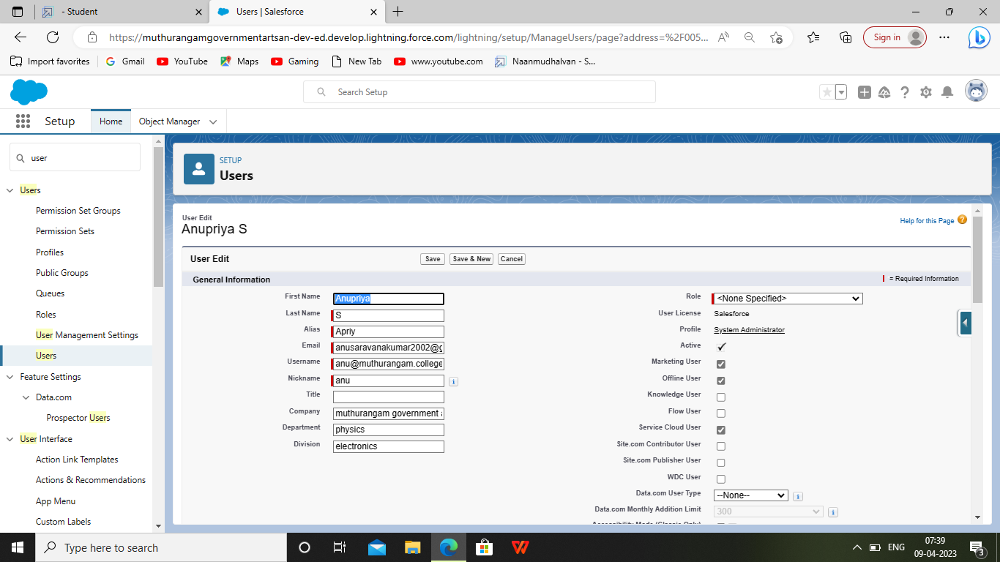 - Student
Users | Salesforce
https://muthurangamgovernmentartsan-dev-ed.develop.lightning.force.com/lightning/setup/ManageUsers/page?address=%2F005...
Sign in
Import favorites
Gmail
YouTube
Maps
Gaming
New Tab
www.youtube.com
Naanmudhalvan - S...
Search Setup
Setup
Home
Object Manager
user
Users
Permission Set Groups
Permission Sets
Profiles
Public Groups
Queues
Roles
User Management Settings
Users
Feature Settings
Data.com
Prospector Users
User Interface
Action Link Templates
Actions & Recommendations
App Menu
Custom Labels
SETUP
Users
User Edit
Anupriya S
Help for this Page ?
User Edit
Save
Save & New
Cancel
General Information
= Required Information
First Name Anupriya
Last Name S
Alias Apriy
Email anusaravanakumar2002@g
Username anu@muthurangam.college
Nickname anu
Title
Company muthurangam government a
Department physics
Division electronics
Role <None Specified>
User License Salesforce
Profile System Administrator
Active
Marketing User
Offline User
Knowledge User
Flow User
Service Cloud User
Site.com Contributor User
Site.com Publisher User
WDC User
Data.com User Type --None--
Data.com Monthly Addition Limit 300
Accessibility Mode (Classic Only)
Type here to search
ENG
07:39
09-04-2023
3